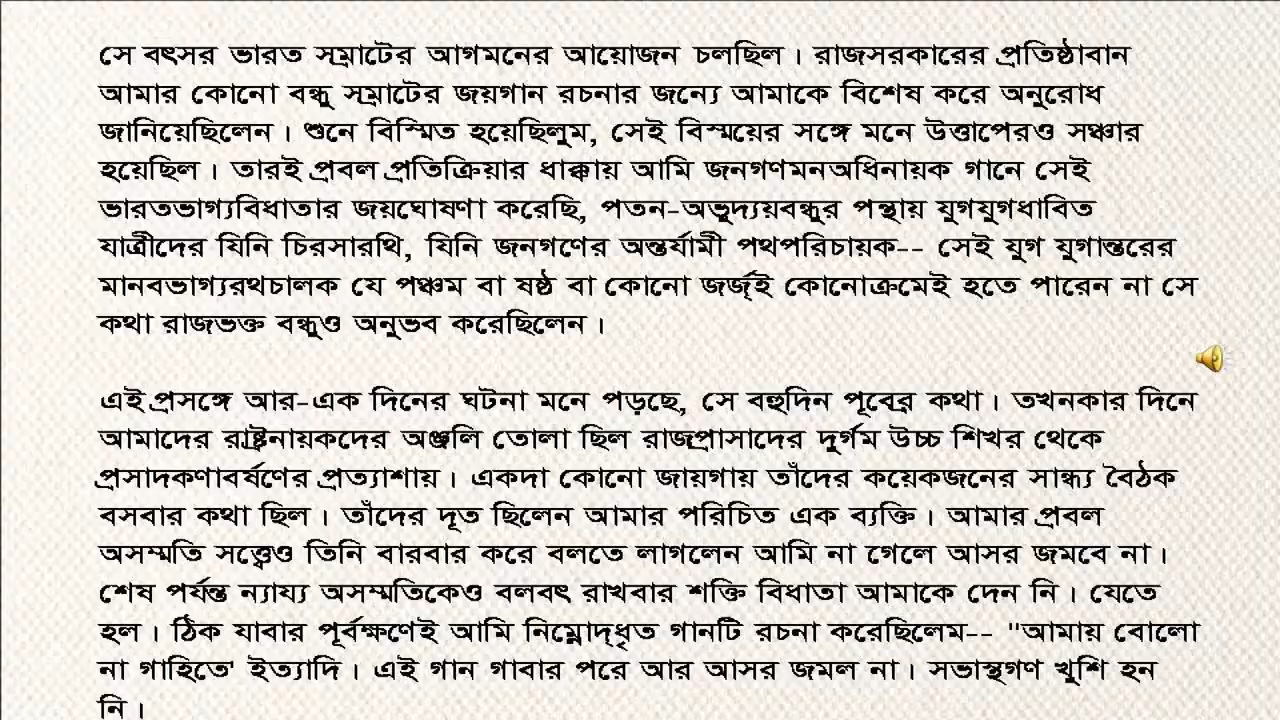 সে বৎসর ভারত সম্রাটের আগমনের আয়োজন চলছিল। রাজসরকারের প্রতিষ্ঠাবান
আমার কোনো বন্ধু সম্রাটের জয়গান রচনার জন্যে আমাকে বিশেষ করে অনুরোধ
জানিয়েছিলেন। শুনে বিস্মিত হয়েছিলুম, সেই বিস্ময়ের সঙ্গে মনে উত্তাপেরও সঞ্চার
হয়েছিল। তারই প্রবল প্রতিক্রিয়ার ধাক্কায় আমি জনগণমনঅধিনায়ক গানে সেই
ভারতভাগ্যবিধাতার জয়ঘোষণা করেছি, পতন-অভ্যুদয়বন্ধুর পন্থায় যুগযুগধাবিত
যাত্রীদের যিনি চিরসারথি, যিনি জনগণের অন্তর্যামী পথপরিচায়ক-- সেই যুগ যুগান্তরের
মানবভাগ্যরথচালক যে পঞ্চম বা ষষ্ঠ বা কোনো জর্জ্ই কোনোক্রমেই হতে পারেন না সে
কথা রাজভক্ত বন্ধুও অনুভব করেছিলেন।
এই প্রসঙ্গে আর-এক দিনের ঘটনা মনে পড়ছে, সে বহুদিন পূর্বের কথা। তখনকার দিনে
আমাদের রাষ্ট্রনায়কদের অঞ্জলি তোলা ছিল রাজপ্রাসাদের দুর্গম উচ্চ শিখর থেকে
প্রসাদকণাবর্ষণের প্রত্যাশায়। একদা কোনো জায়গায় তাঁদের কয়েকজনের সান্ধ্য বৈঠক
বসবার কথা ছিল। তাঁদের দূত ছিলেন আমার পরিচিত এক ব্যক্তি। আমার প্রবল
অসম্মতি সত্ত্বেও তিনি বারবার করে বলতে লাগলেন আমি না গেলে আসর জমবে না।
শেষ পর্যন্ত ন্যায্য অসম্মতিকেও বলবৎ রাখবার শক্তি বিধাতা আমাকে দেন নি। যেতে
হল। ঠিক যাবার পূর্বক্ষণেই আমি নিম্নোদ্ধৃত গানটি রচনা করেছিলেম-- "আমায় বোলো
না গাহিতে' ইত্যাদি। এই গান গাবার পরে আর আসর জমল না। সভাস্থগণ খুশি হন
নি।